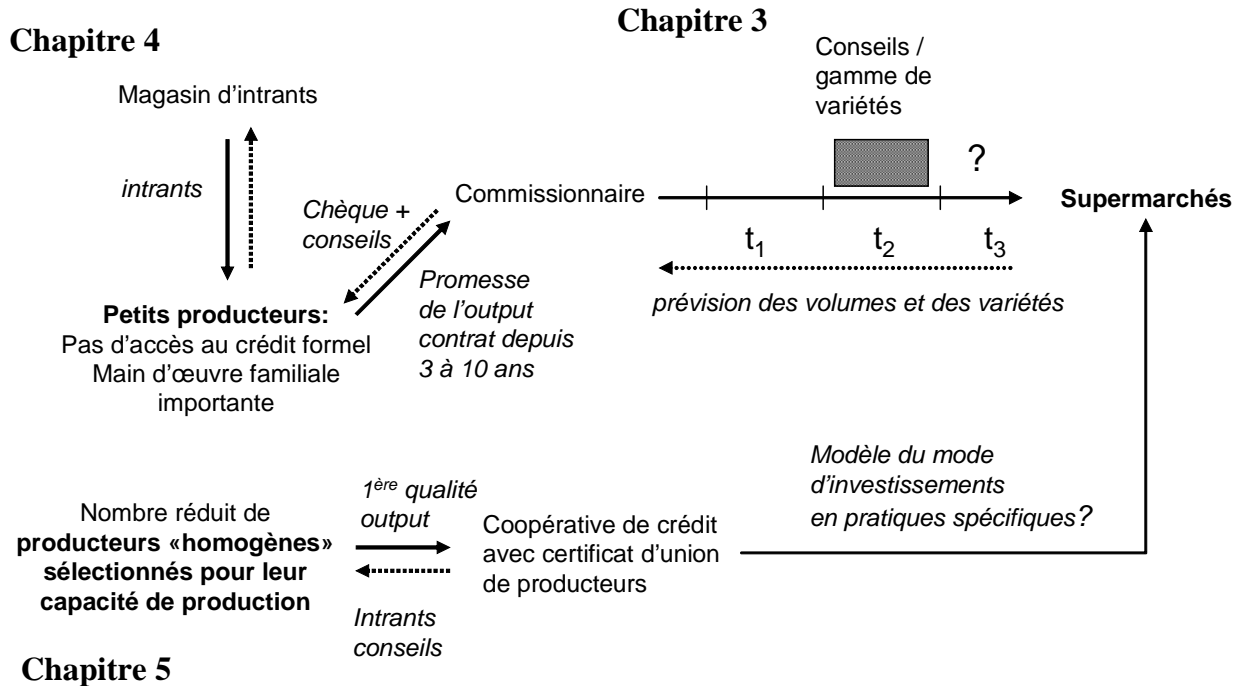 Chapitre 4
Chapitre 3
Conseils /
gamme de
variétés
Magasin d’intrants
?
intrants
Chèque +
conseils
Commissionnaire
Supermarchés
t1
t2
t3
Promesse
de l’output
contrat depuis
3 à 10 ans
prévision des volumes et des variétés
Petits producteurs:
Pas d’accès au crédit formel
Main d’œuvre familiale
importante
Modèle du mode
d’investissements
en pratiques spécifiques?
1ère qualité
output
Nombre réduit de
producteurs «homogènes»
sélectionnés pour leur
capacité de production
Coopérative de crédit
avec certificat d’union
de producteurs
Intrants
conseils
Chapitre 5